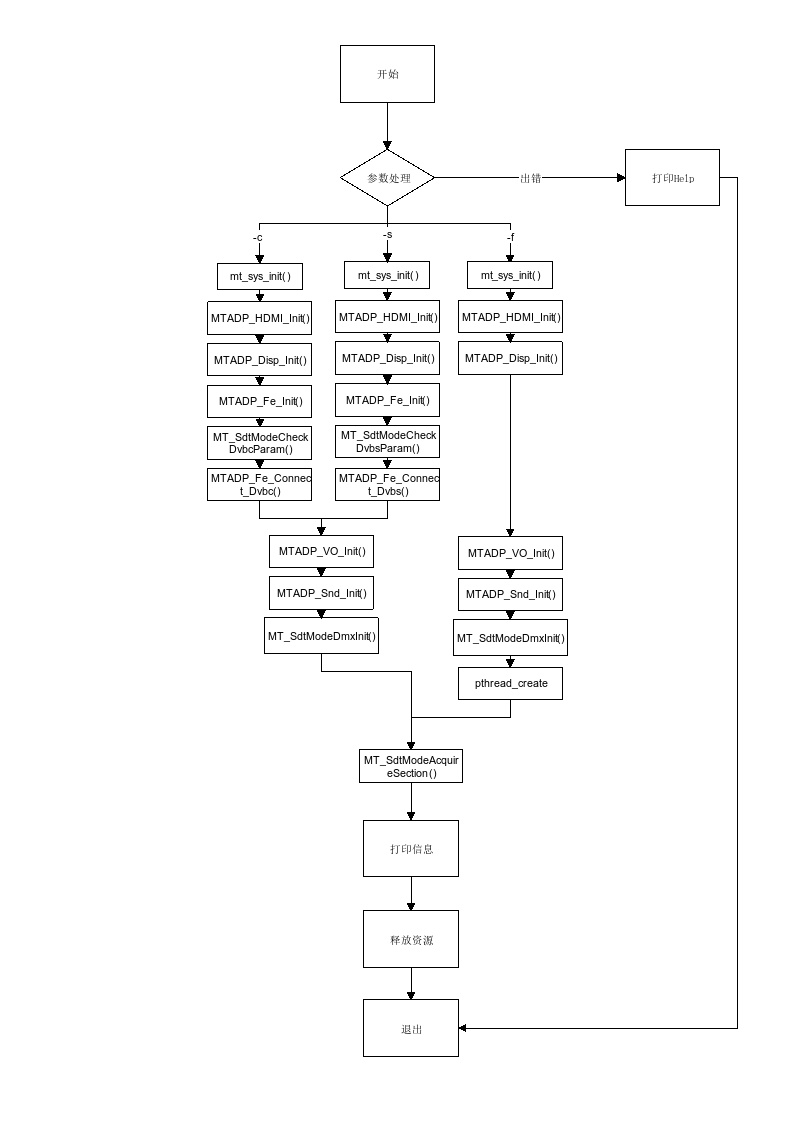 开始
参数处理
出错
打印Help
-c
-s
-f
mt_sys_init()
mt_sys_init()
mt_sys_init()
MTADP_HDMI_Init()
MTADP_HDMI_Init()
MTADP_HDMI_Init()
MTADP_Disp_Init()
MTADP_Disp_Init()
MTADP_Disp_Init()
MTADP_Fe_Init()
MTADP_Fe_Init()
MT_SdtModeCheck
DvbcParam()
MT_SdtModeCheck
DvbsParam()
MTADP_Fe_Connec
t_Dvbc()
MTADP_Fe_Connec
t_Dvbs()
MTADP_VO_Init()
MTADP_VO_Init()
MTADP_Snd_Init()
MTADP_Snd_Init()
MT_SdtModeDmxInit()
MT_SdtModeDmxInit()
pthread_create
MT_SdtModeAcquir
eSection()
打印信息
释放资源
退出